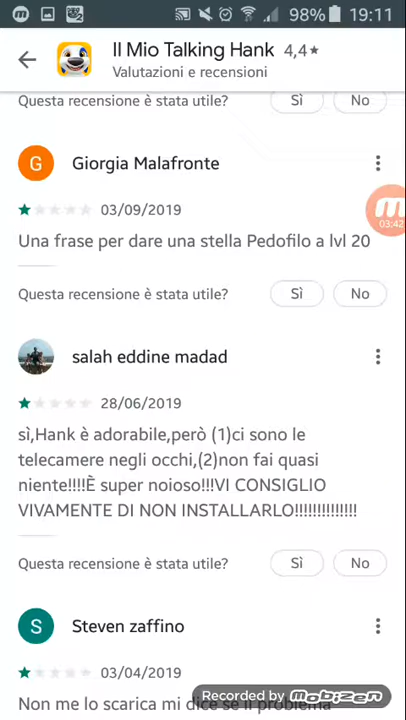 98% 19:11
Il Mio Talking Hank 4,4★
Valutazioni e recensioni
Questa recensione è stata utile? Sì No
G Giorgia Malafronte
03/09/2019
03:42
Una frase per dare una stella Pedofilo a lvl 20
Questa recensione è stata utile? Sì No
salah eddine madad
28/06/2019
sì,Hank è adorabile,però (1)ci sono le
telecamere negli occhi,(2)non fai quasi
niente!!!!È super noioso!!!VI CONSIGLIO
VIVAMENTE DI NON INSTALLARLO!!!!!!!!!!!!!!
Questa recensione è stata utile? Sì No
S Steven zaffino
03/04/2019
Recorded by Mobizen
Non me lo scarica mi dice se il problema